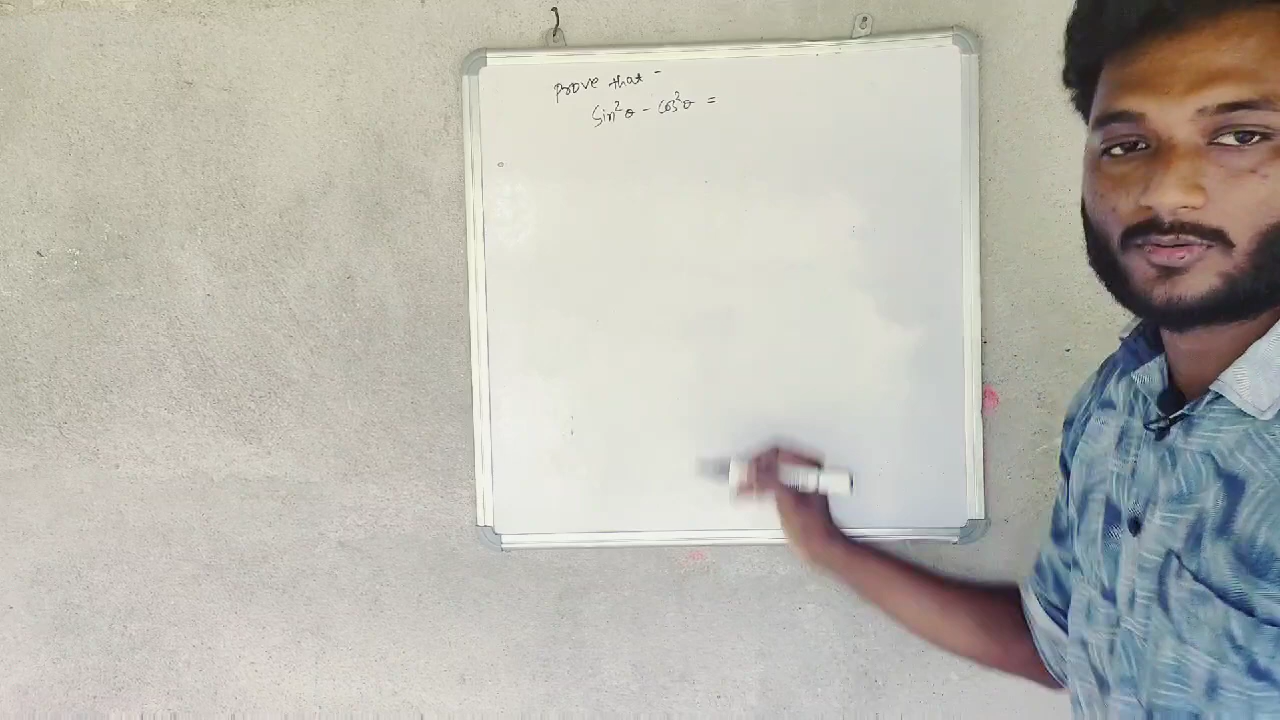 Prove that -
Sin²θ - Cos²θ =